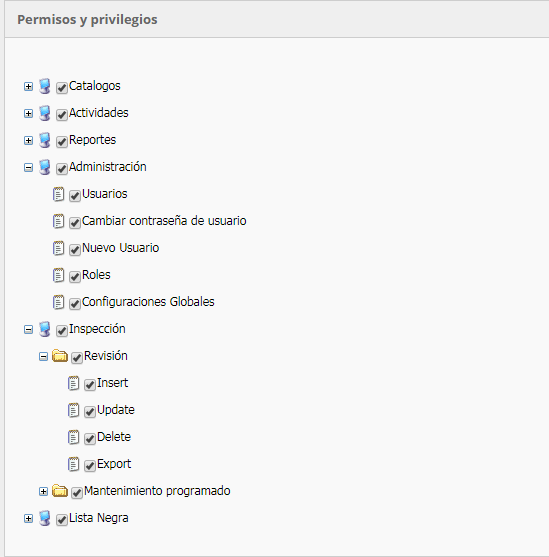 Permisos y privilegios
Catalogos
Actividades
Reportes
Administración
Usuarios
Cambiar contraseña de usuario
Nuevo Usuario
Roles
Configuraciones Globales
Inspección
Revisión
Insert
Update
Delete
Export
Mantenimiento programado
Lista Negra